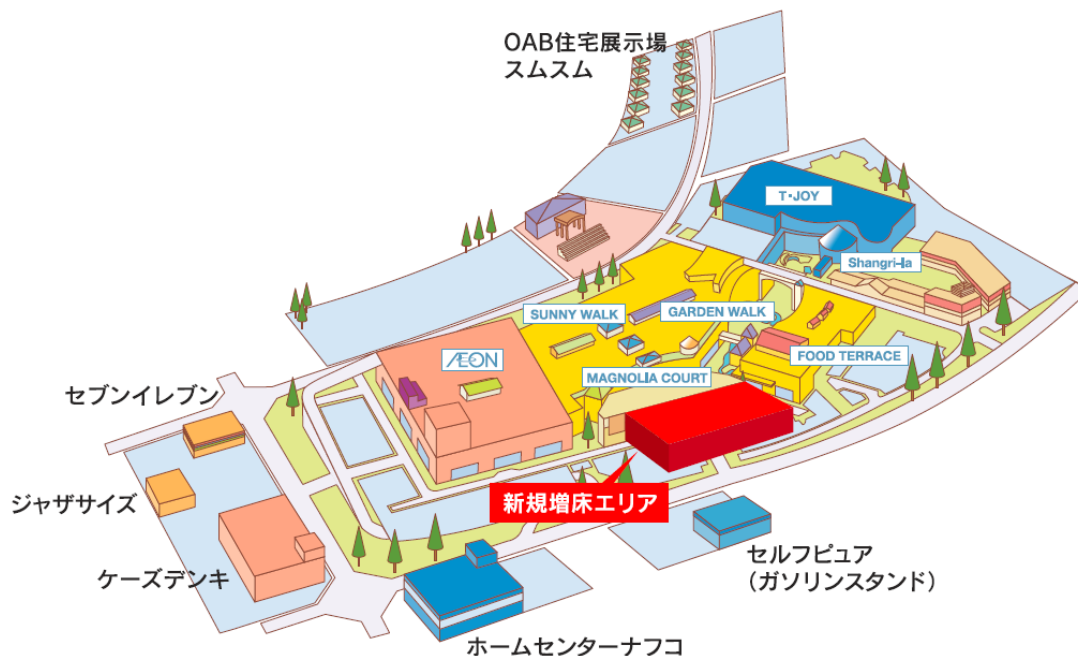 OAB住宅展示場
スムスム
T・JOY
Shangri-la
SUNNY WALK
GARDEN WALK
ÆON
FOOD TERRACE
MAGNOLIA COURT
セブンイレブン
ジャザサイズ
新規増床エリア
ケーズデンキ
セルフピュア
（ガソリンスタンド）
ホームセンターナフコ